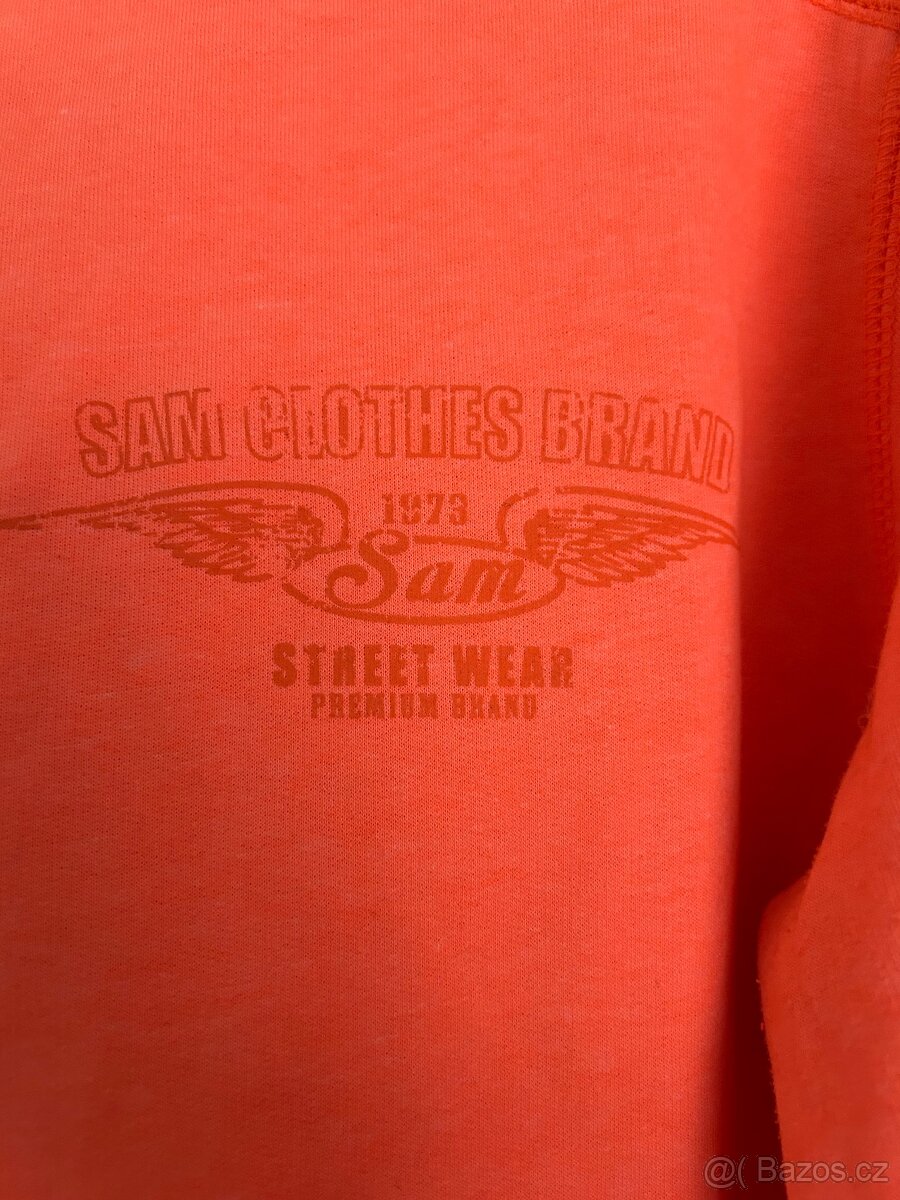 SAM CLOTHES BRAND
1973
Sam
STREET WEAR
PREMIUM BRAND
@( Bazos.cz